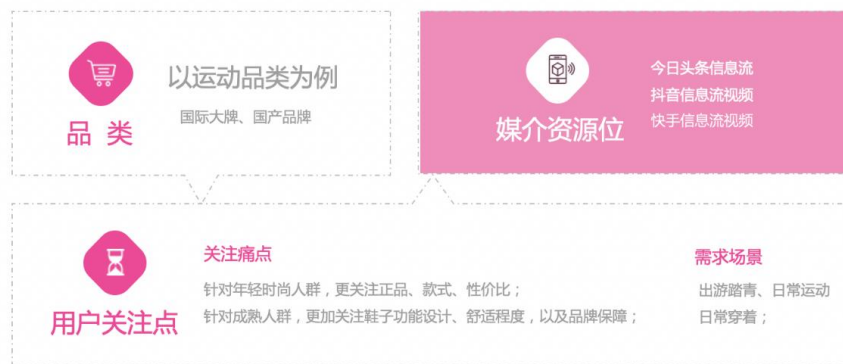 以运动品类为例
国际大牌、国产品牌
品 类
今日头条信息流
抖音信息流视频
快手信息流视频
媒介资源位
关注痛点
针对年轻时尚人群，更关注正品、款式、性价比；
针对成熟人群，更加关注鞋子功能设计、舒适程度，以及品牌保障；
用户关注点
需求场景
出游踏青、日常运动
日常穿着；